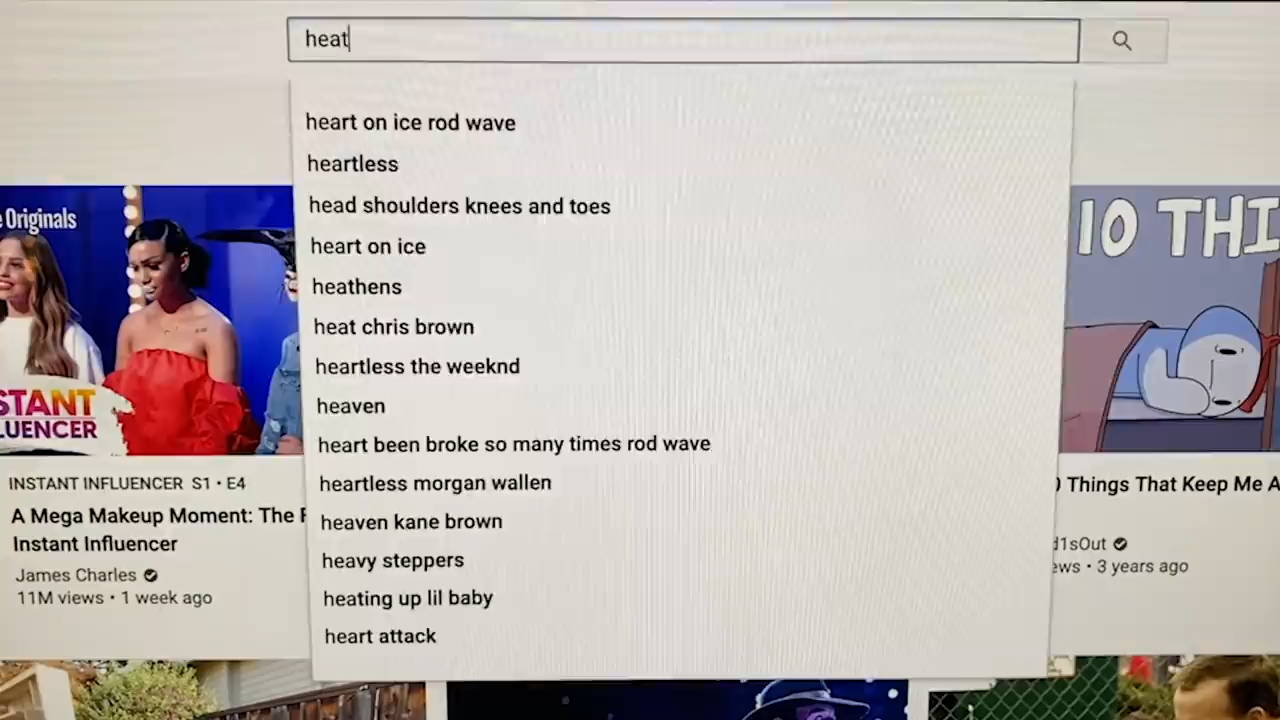 heat
heart on ice rod wave
heartless
head shoulders knees and toes
heart on ice
heathens
heat chris brown
heartless the weeknd
heaven
heart been broke so many times rod wave
heartless morgan wallen
heaven kane brown
heavy steppers
heating up lil baby
heart attack
e Originals
STANT
LUENCER
INSTANT INFLUENCER S1 • E4
A Mega Makeup Moment: The F
Instant Influencer
James Charles
11M views • 1 week ago
10 THI
0 Things That Keep Me A
d1sOut
ews • 3 years ago